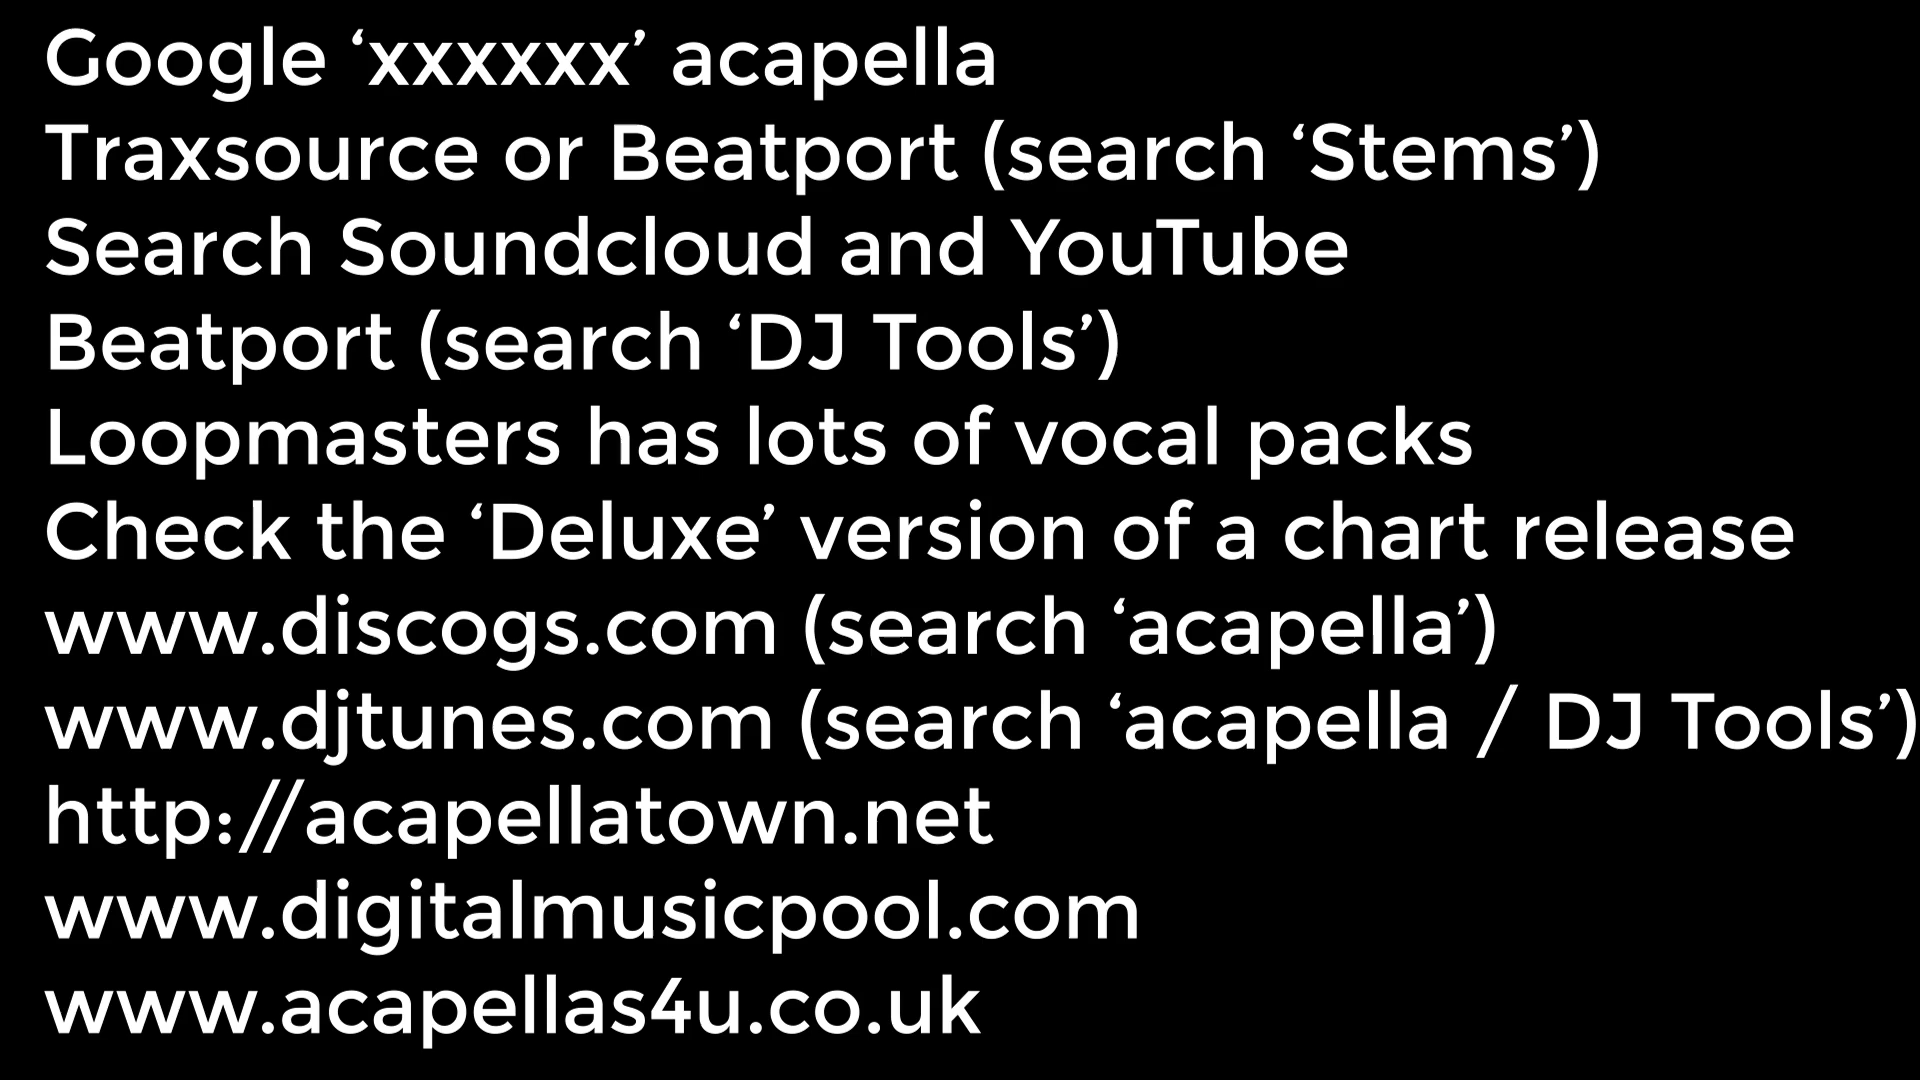 Google ‘xxxxxx’ acapella
Traxsource or Beatport (search ‘Stems’)
Search Soundcloud and YouTube
Beatport (search ‘DJ Tools’)
Loopmasters has lots of vocal packs
Check the ‘Deluxe’ version of a chart release
www.discogs.com (search ‘acapella’)
www.djtunes.com (search ‘acapella / DJ Tools’)
http://acapellatown.net
www.digitalmusicpool.com
www.acapellas4u.co.uk